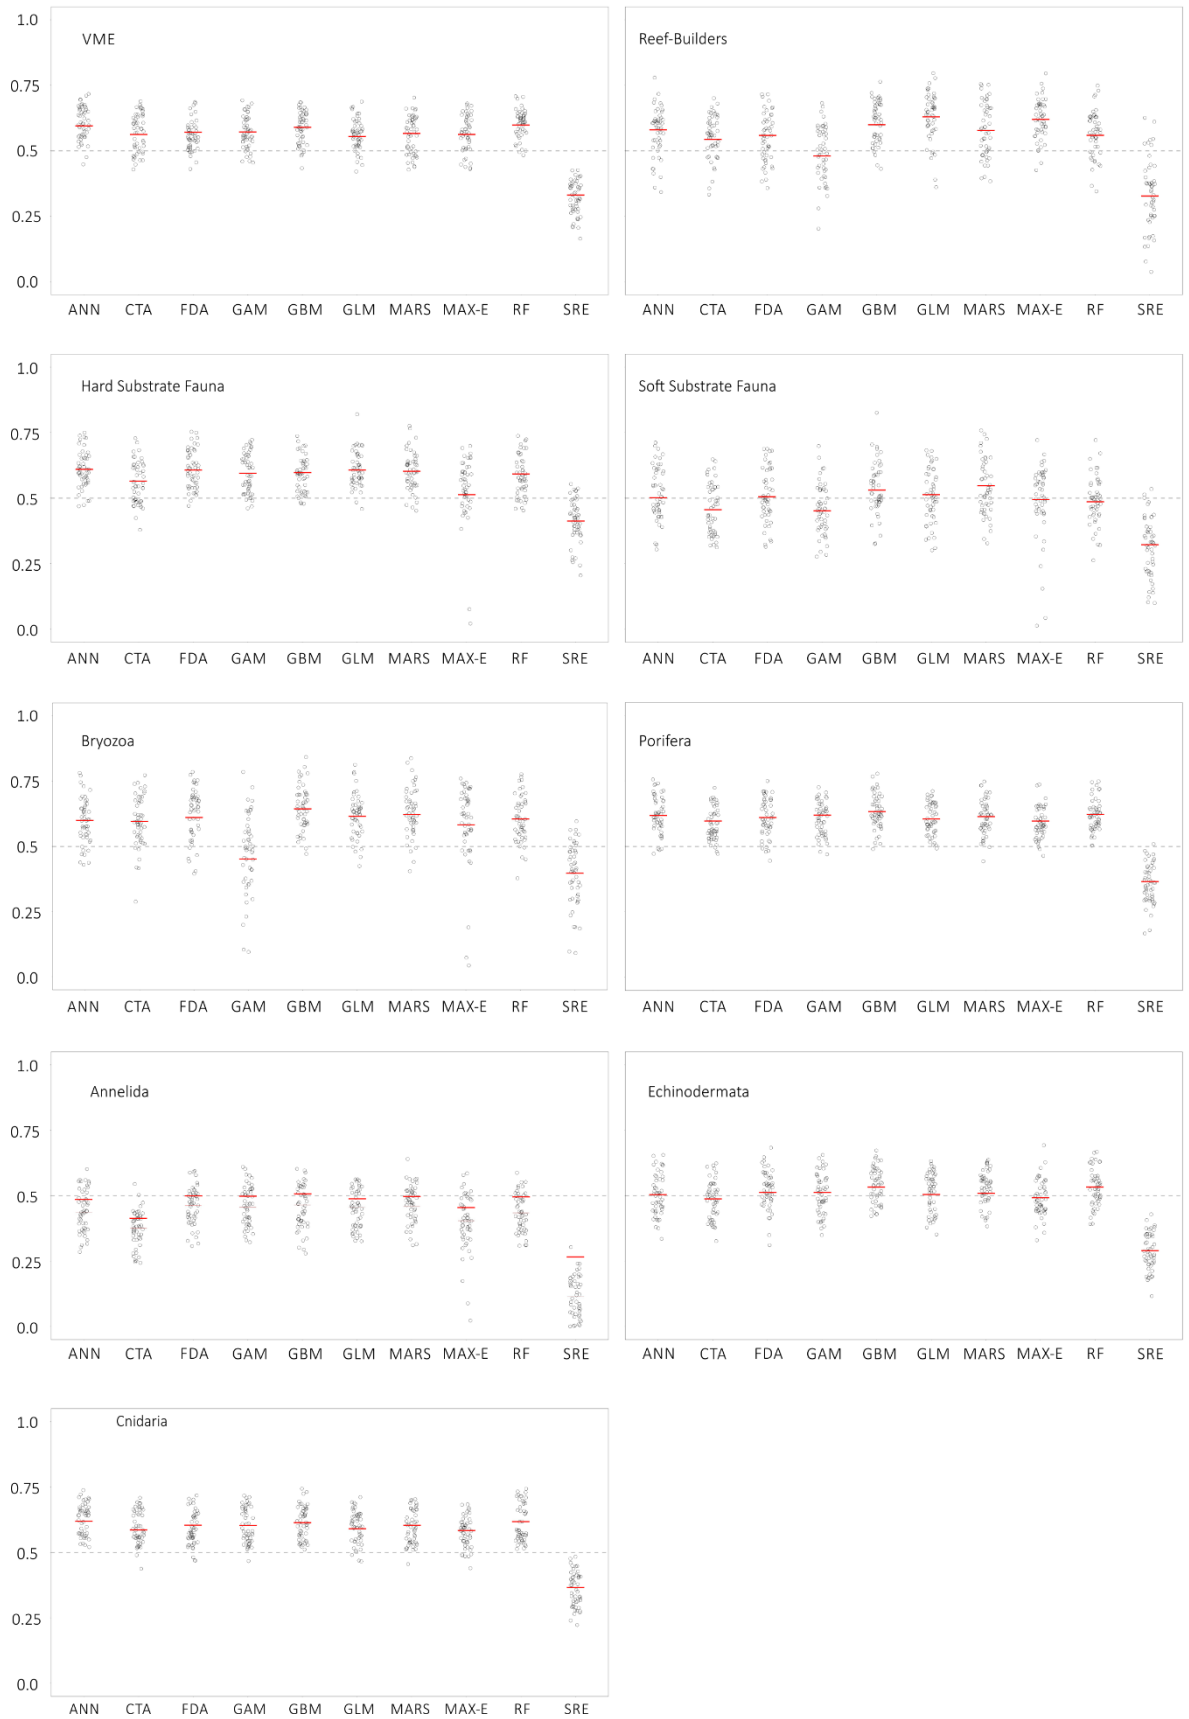 1.0
VME
Reef-Builders
0.75
0.5
0.25
0.0
ANN CTA FDA GAM GBM GLM MARS MAX-E RF SRE
ANN CTA FDA GAM GBM GLM MARS MAX-E RF SRE
1.0
Hard Substrate Fauna
Soft Substrate Fauna
0.75
0.5
0.25
0.0
ANN CTA FDA GAM GBM GLM MARS MAX-E RF SRE
ANN CTA FDA GAM GBM GLM MARS MAX-E RF SRE
1.0
Bryozoa
Porifera
0.75
0.5
0.25
0.0
ANN CTA FDA GAM GBM GLM MARS MAX-E RF SRE
ANN CTA FDA GAM GBM GLM MARS MAX-E RF SRE
1.0
Annelida
Echinodermata
0.75
0.5
0.25
0.0
ANN CTA FDA GAM GBM GLM MARS MAX-E RF SRE
ANN CTA FDA GAM GBM GLM MARS MAX-E RF SRE
1.0
Cnidaria
0.75
0.5
0.25
0.0
ANN CTA FDA GAM GBM GLM MARS MAX-E RF SRE